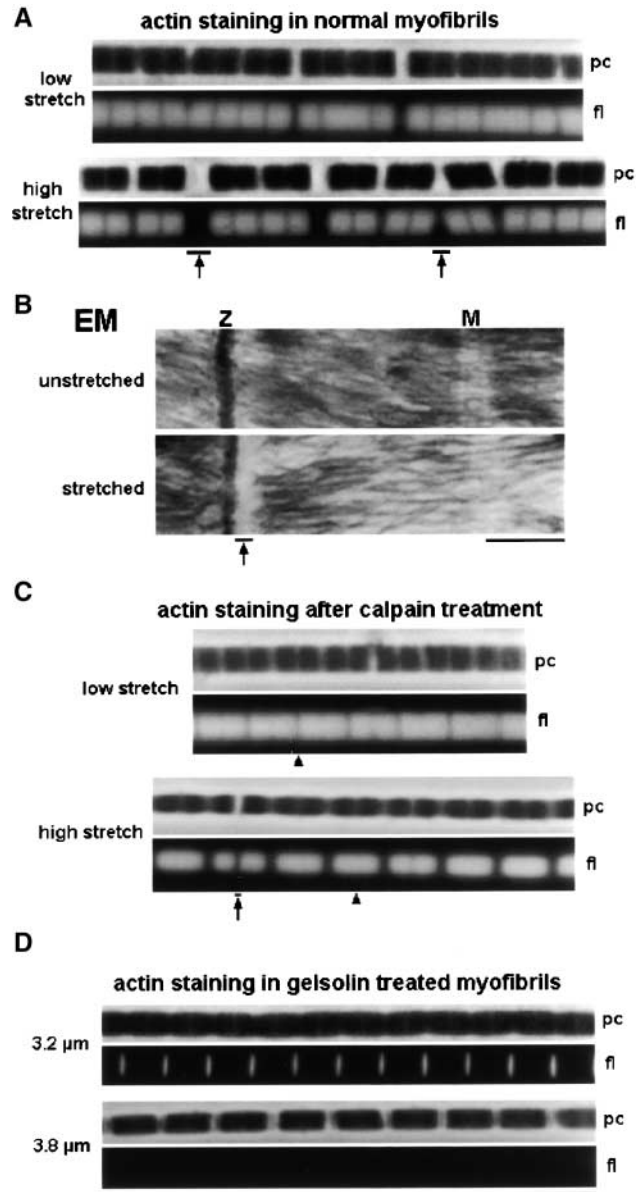 A
actin staining in normal myofibrils
low
stretch
pc
fl
high
stretch
pc
fl
B
EM
Z
M
unstretched
stretched
C
actin staining after calpain treatment
low stretch
pc
fl
high stretch
pc
fl
D
actin staining in gelsolin treated myofibrils
3.2 µm
pc
fl
3.8 µm
pc
fl